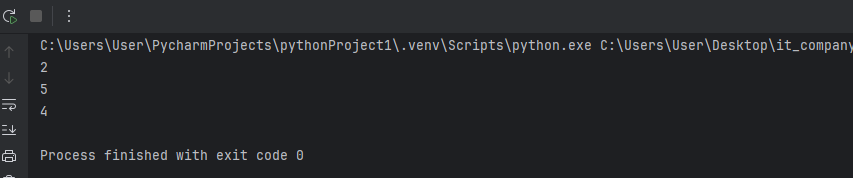 C:\Users\User\PycharmProjects\pythonProject1\.venv\Scripts\python.exe C:\Users\User\Desktop\it_company
2
5
4
Process finished with exit code 0